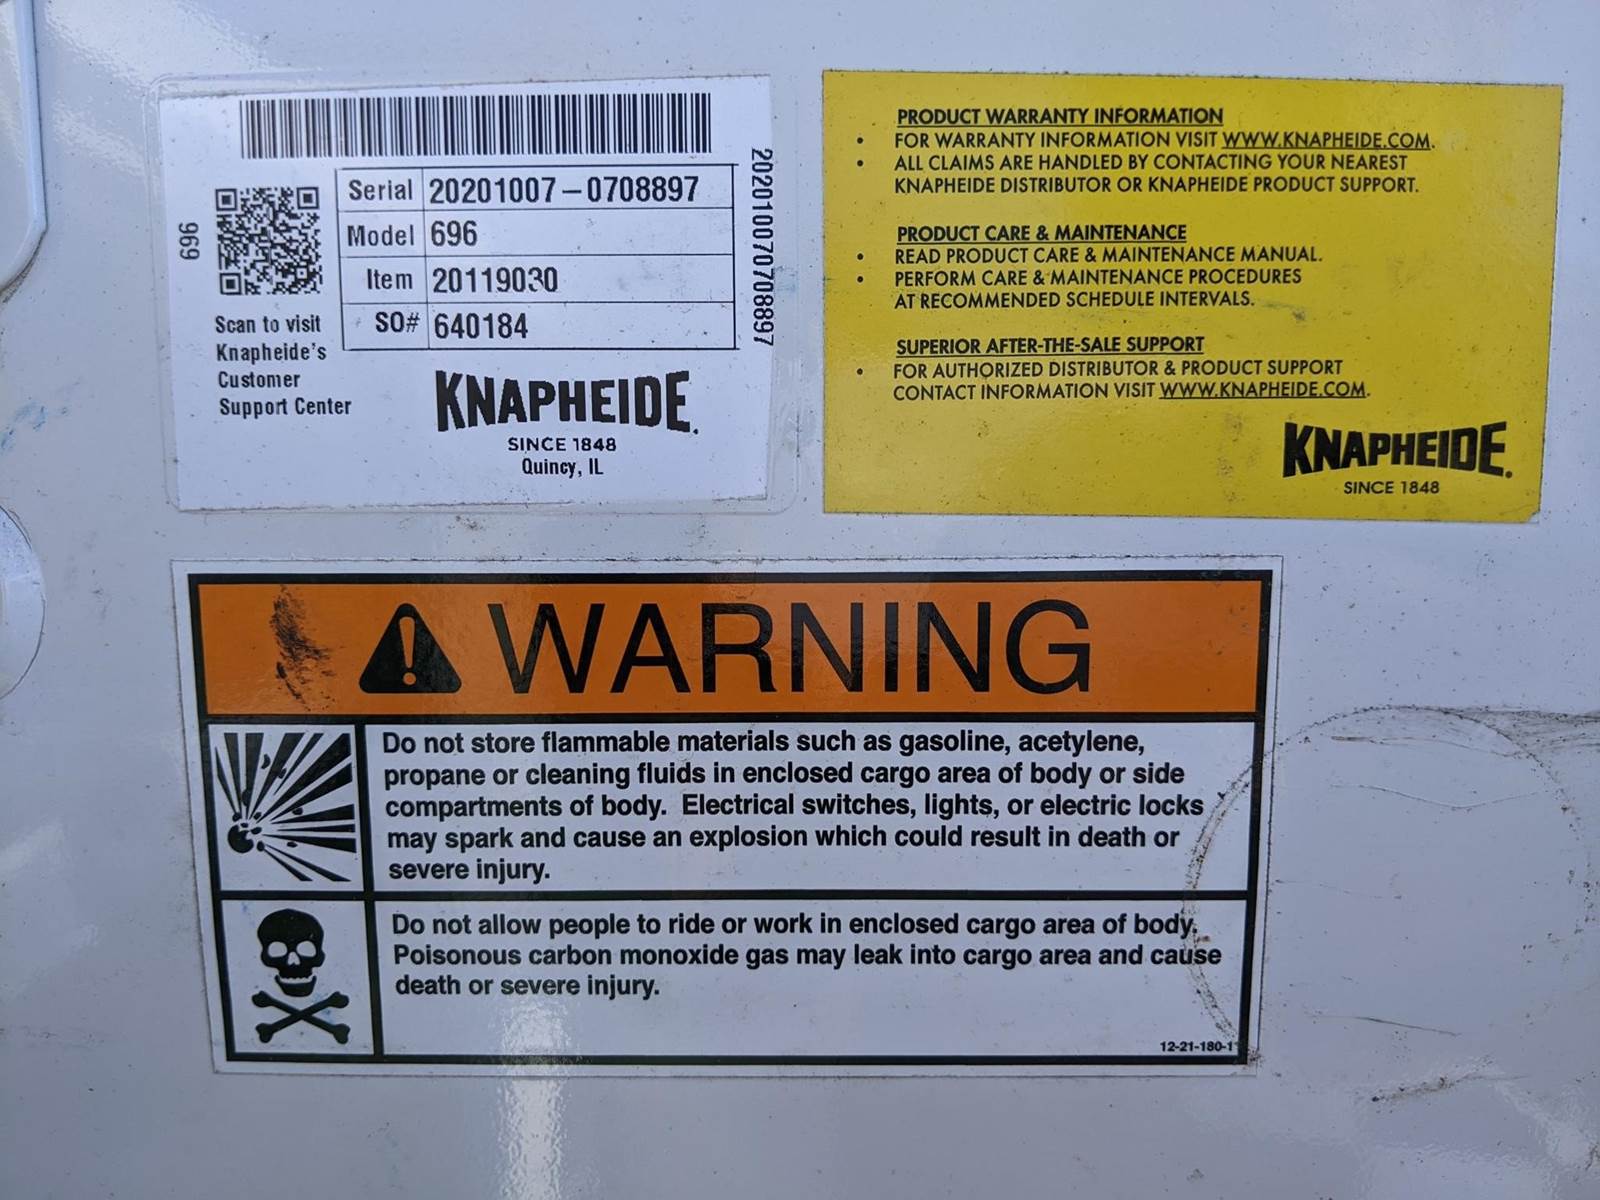 Serial 20201007-0708897
Model 696
Item 20119030
SO# 640184
696
202010070708897
Scan to visit
Knapheide's
Customer
Support Center
KNAPHEIDE.
SINCE 1848
Quincy, IL
PRODUCT WARRANTY INFORMATION
• FOR WARRANTY INFORMATION VISIT WWW.KNAPHEIDE.COM.
• ALL CLAIMS ARE HANDLED BY CONTACTING YOUR NEAREST
KNAPHEIDE DISTRIBUTOR OR KNAPHEIDE PRODUCT SUPPORT.
PRODUCT CARE & MAINTENANCE
• READ PRODUCT CARE & MAINTENANCE MANUAL.
• PERFORM CARE & MAINTENANCE PROCEDURES
AT RECOMMENDED SCHEDULE INTERVALS.
SUPERIOR AFTER-THE-SALE SUPPORT
• FOR AUTHORIZED DISTRIBUTOR & PRODUCT SUPPORT
CONTACT INFORMATION VISIT WWW.KNAPHEIDE.COM.
KNAPHEIDE.
SINCE 1848
WARNING
Do not store flammable materials such as gasoline, acetylene,
propane or cleaning fluids in enclosed cargo area of body or side
compartments of body. Electrical switches, lights, or electric locks
may spark and cause an explosion which could result in death or
severe injury.
Do not allow people to ride or work in enclosed cargo area of body.
Poisonous carbon monoxide gas may leak into cargo area and cause
death or severe injury.
12-21-180-1